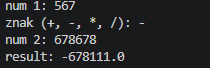 num 1: 567
znak (+, -, *, /): -
num 2: 678678
result: -678111.0